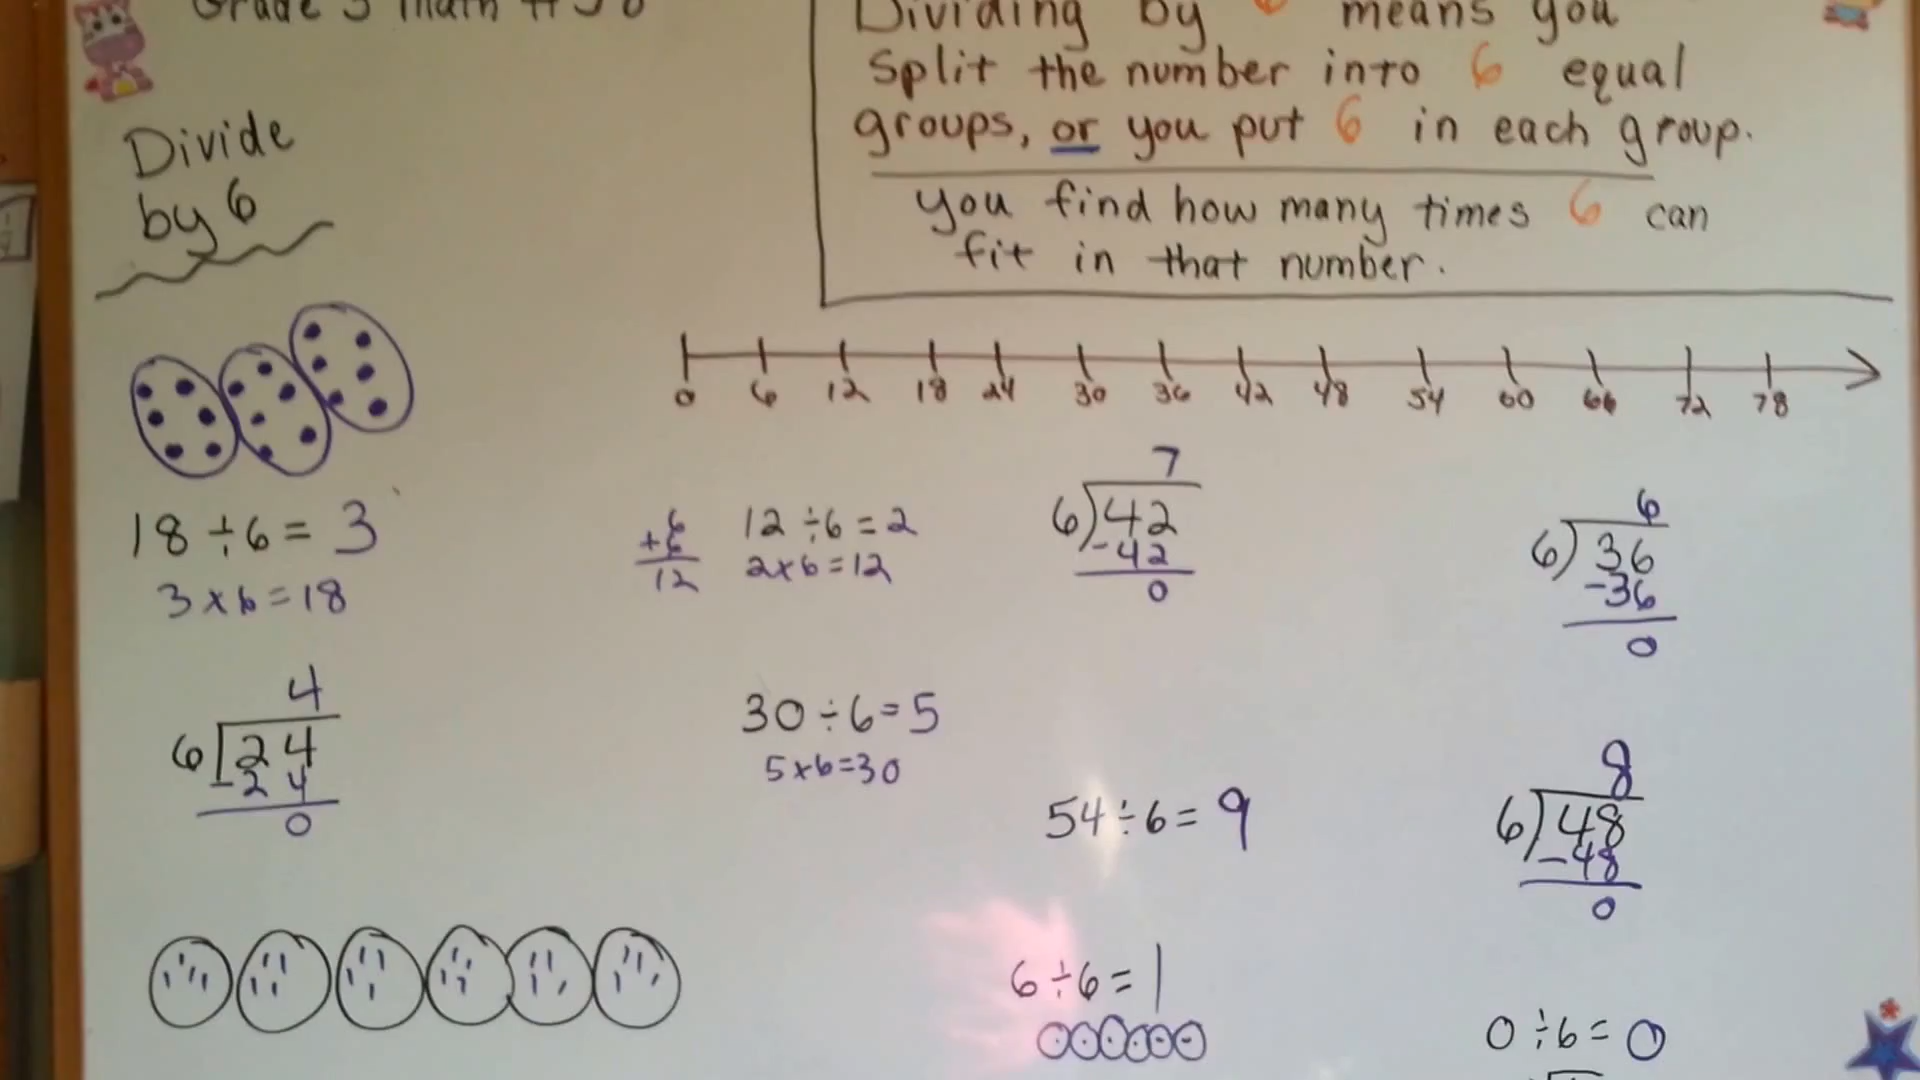 Grade 3 Math
Dividing by 6 means you
split the number into 6 equal
groups, or you put 6 in each group.
you find how many times 6 can
fit in that number.
Divide
by 6
0 6 12 18 24 30 36 42 48 54 60 66 72 78
18 ÷ 6 = 3
3 x 6 = 18
6
+ 6
12
12 ÷ 6 = 2
2 x 6 = 12
7
6)42
- 42
0
6
6)36
- 36
0
4
6)24
- 24
0
30 ÷ 6 = 5
5 x 6 = 30
54 ÷ 6 = 9
8
6)48
- 48
0
6 ÷ 6 = 1
0 ÷ 6 = 0